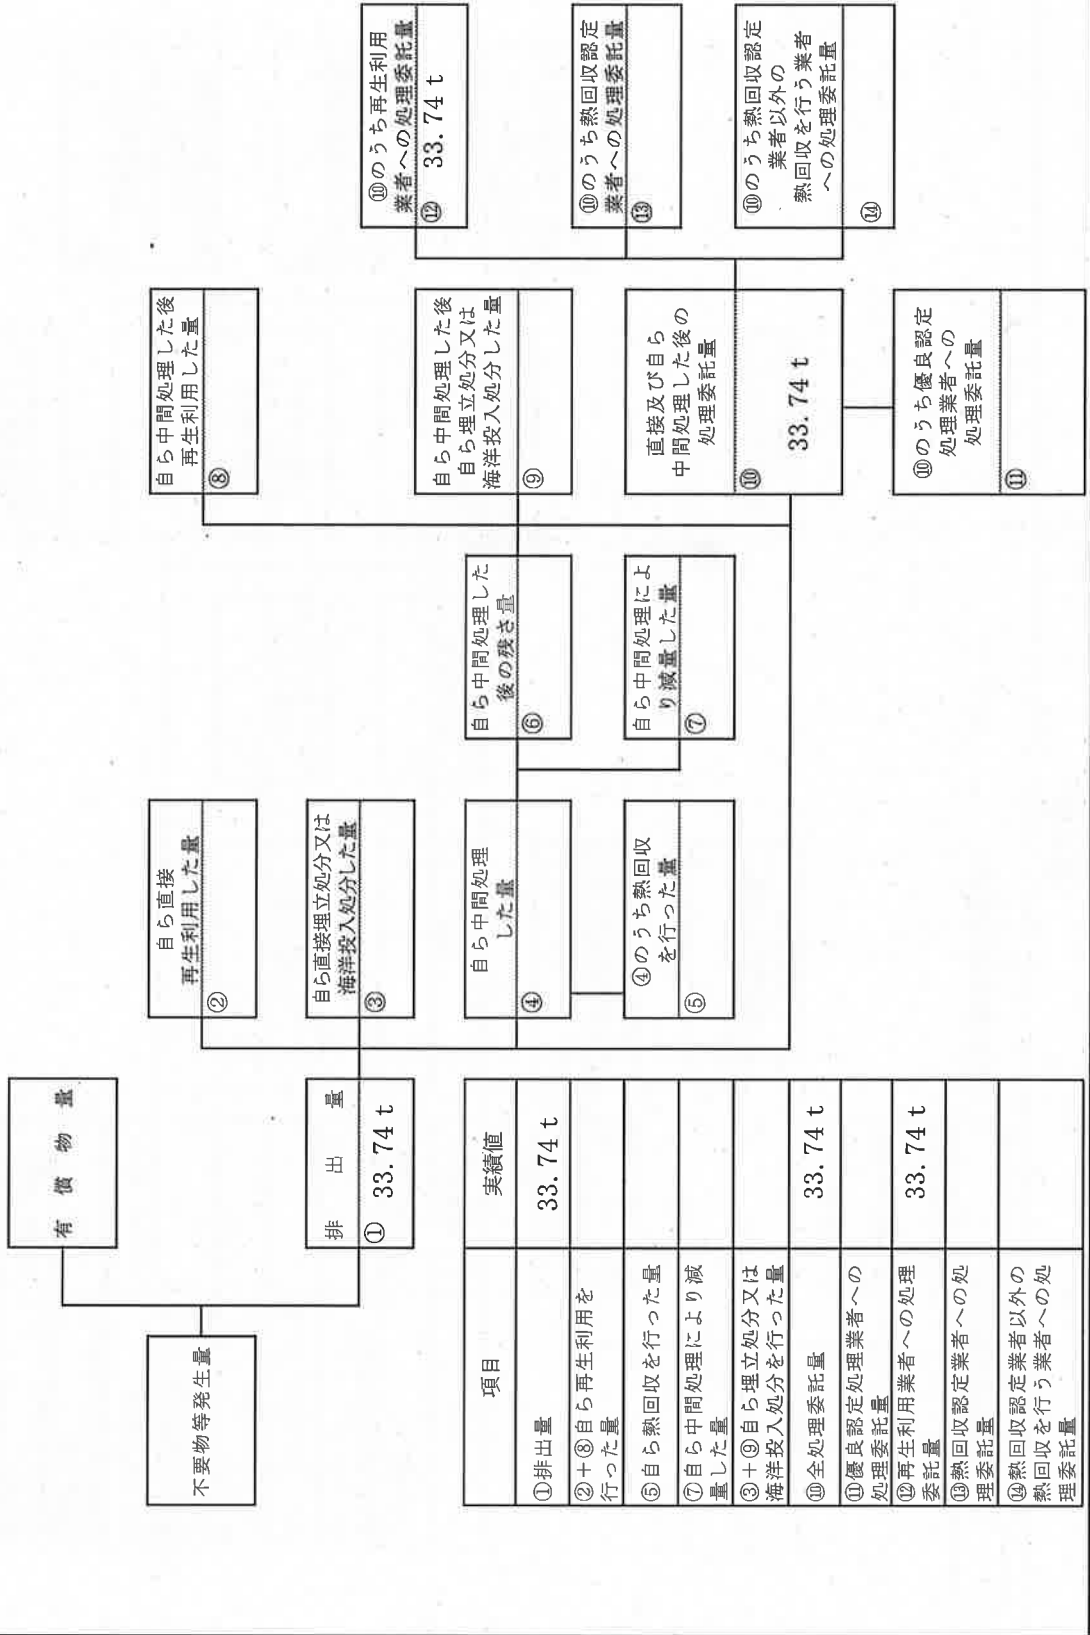 不要物等発生量
有償物量
排出量
① 33.74 t
自ら直接
再生利用した量
②
自ら直接埋立処分又は
海洋投入処分した量
③
自ら中間処理
した量
④
④のうち熱回収
を行った量
⑤
自ら中間処理した
後の残さ量
⑥
自ら中間処理によ
り減量した量
⑦
自ら中間処理した後
再生利用した量
⑧
自ら中間処理した後
自ら埋立処分又は
海洋投入処分した量
⑨
直接及び自ら
中間処理した後の
処理委託量
⑩
33.74 t
⑩のうち優良認定
処理業者への
処理委託量
⑪
⑩のうち再生利用
業者への処理委託量
⑫ 33.74 t
⑩のうち熱回収認定
業者への処理委託量
⑬
⑩のうち熱回収認定
業者以外の
熱回収を行う業者
への処理委託量
⑭
項目 実績値
①排出量 33.74 t
②+⑧自ら再生利用を
行った量
⑤自ら熱回収を行った量
⑦自ら中間処理により減
量した量
③+⑨自ら埋立処分又は
海洋投入処分を行った量
⑩全処理委託量 33.74 t
⑪優良認定処理業者への
処理委託量
⑫再生利用業者への処理
委託量 33.74 t
⑬熱回収認定業者への処
理委託量
⑭熱回収認定業者以外の
熱回収を行う業者への処
理委託量